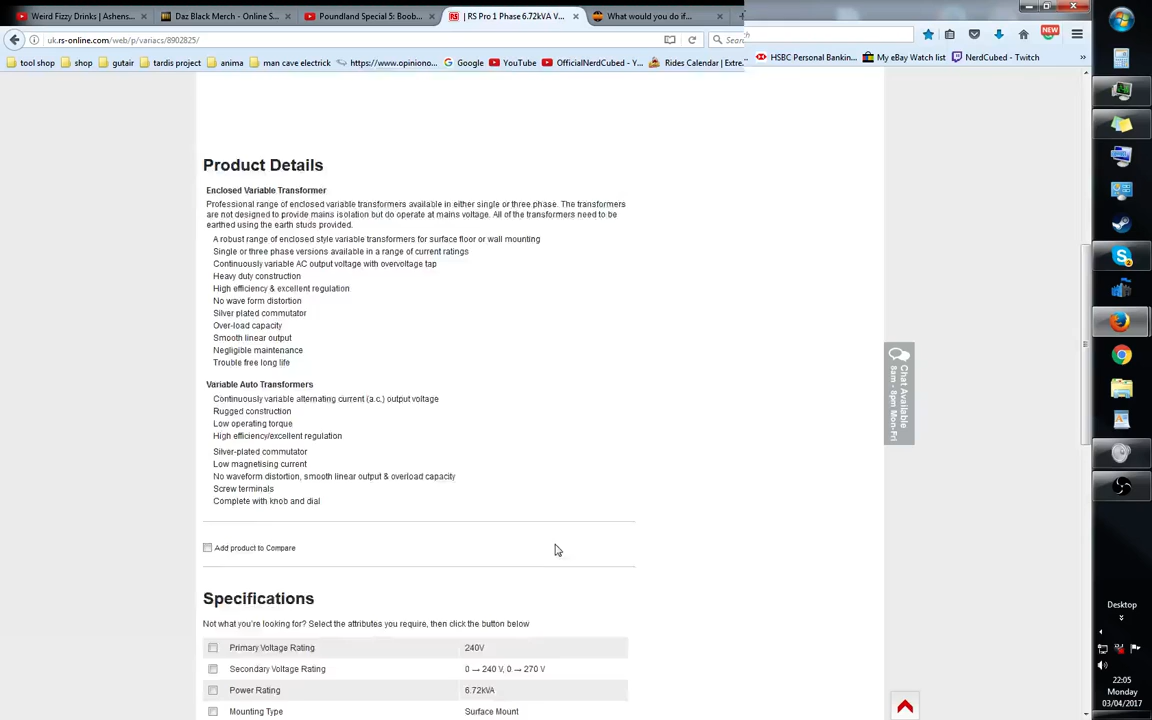 Weird Fizzy Drinks | Ashens...
Daz Black Merch - Online S...
Poundland Special 5: Boob...
| RS Pro 1 Phase 6.72kVA V...
What would you do if...
uk.rs-online.com/web/p/variacs/8902825/
Search
NEW
tool shop
shop
gutair
tardis project
anima
man cave electrick
https://www.opiniono...
Google
YouTube
OfficialNerdCubed - Y...
Rides Calendar | Extre...
HSBC Personal Bankin...
My eBay Watch list
NerdCubed - Twitch
Product Details
Enclosed Variable Transformer
Professional range of enclosed variable transformers available in either single or three phase. The transformers
are not designed to provide mains isolation but do operate at mains voltage. All of the transformers need to be
earthed using the earth studs provided.
A robust range of enclosed style variable transformers for surface floor or wall mounting
Single or three phase versions available in a range of current ratings
Continuously variable AC output voltage with overvoltage tap
Heavy duty construction
High efficiency & excellent regulation
No wave form distortion
Silver plated commutator
Over-load capacity
Smooth linear output
Negligible maintenance
Trouble free long life
Variable Auto Transformers
Continuously variable alternating current (a.c.) output voltage
Rugged construction
Low operating torque
High efficiency/excellent regulation
Silver-plated commutator
Low magnetising current
No waveform distortion, smooth linear output & overload capacity
Screw terminals
Complete with knob and dial
Add product to Compare
Specifications
Not what you're looking for? Select the attributes you require, then click the button below
Primary Voltage Rating 240V
Secondary Voltage Rating 0 → 240 V, 0 → 270 V
Power Rating 6.72kVA
Mounting Type Surface Mount
Chat Available
8am - 8pm Mon-Fri
Desktop
22:05
Monday
03/04/2017